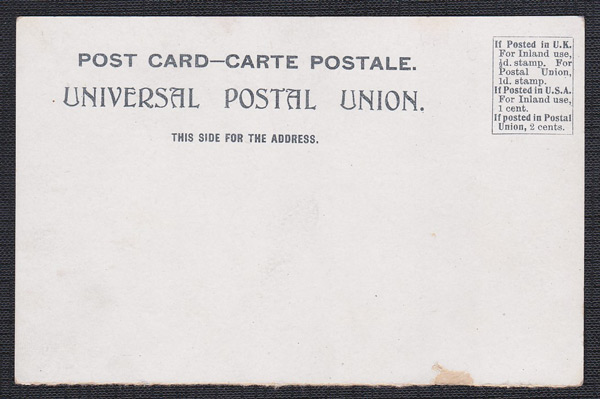 POST CARD—CARTE POSTALE.
UNIVERSAL POSTAL UNION.
THIS SIDE FOR THE ADDRESS.
If Posted in U.K.
For Inland use,
½d. stamp. For
Postal Union,
1d. stamp.
If Posted in U.S.A.
For Inland use,
1 cent.
If posted in Postal
Union, 2 cents.